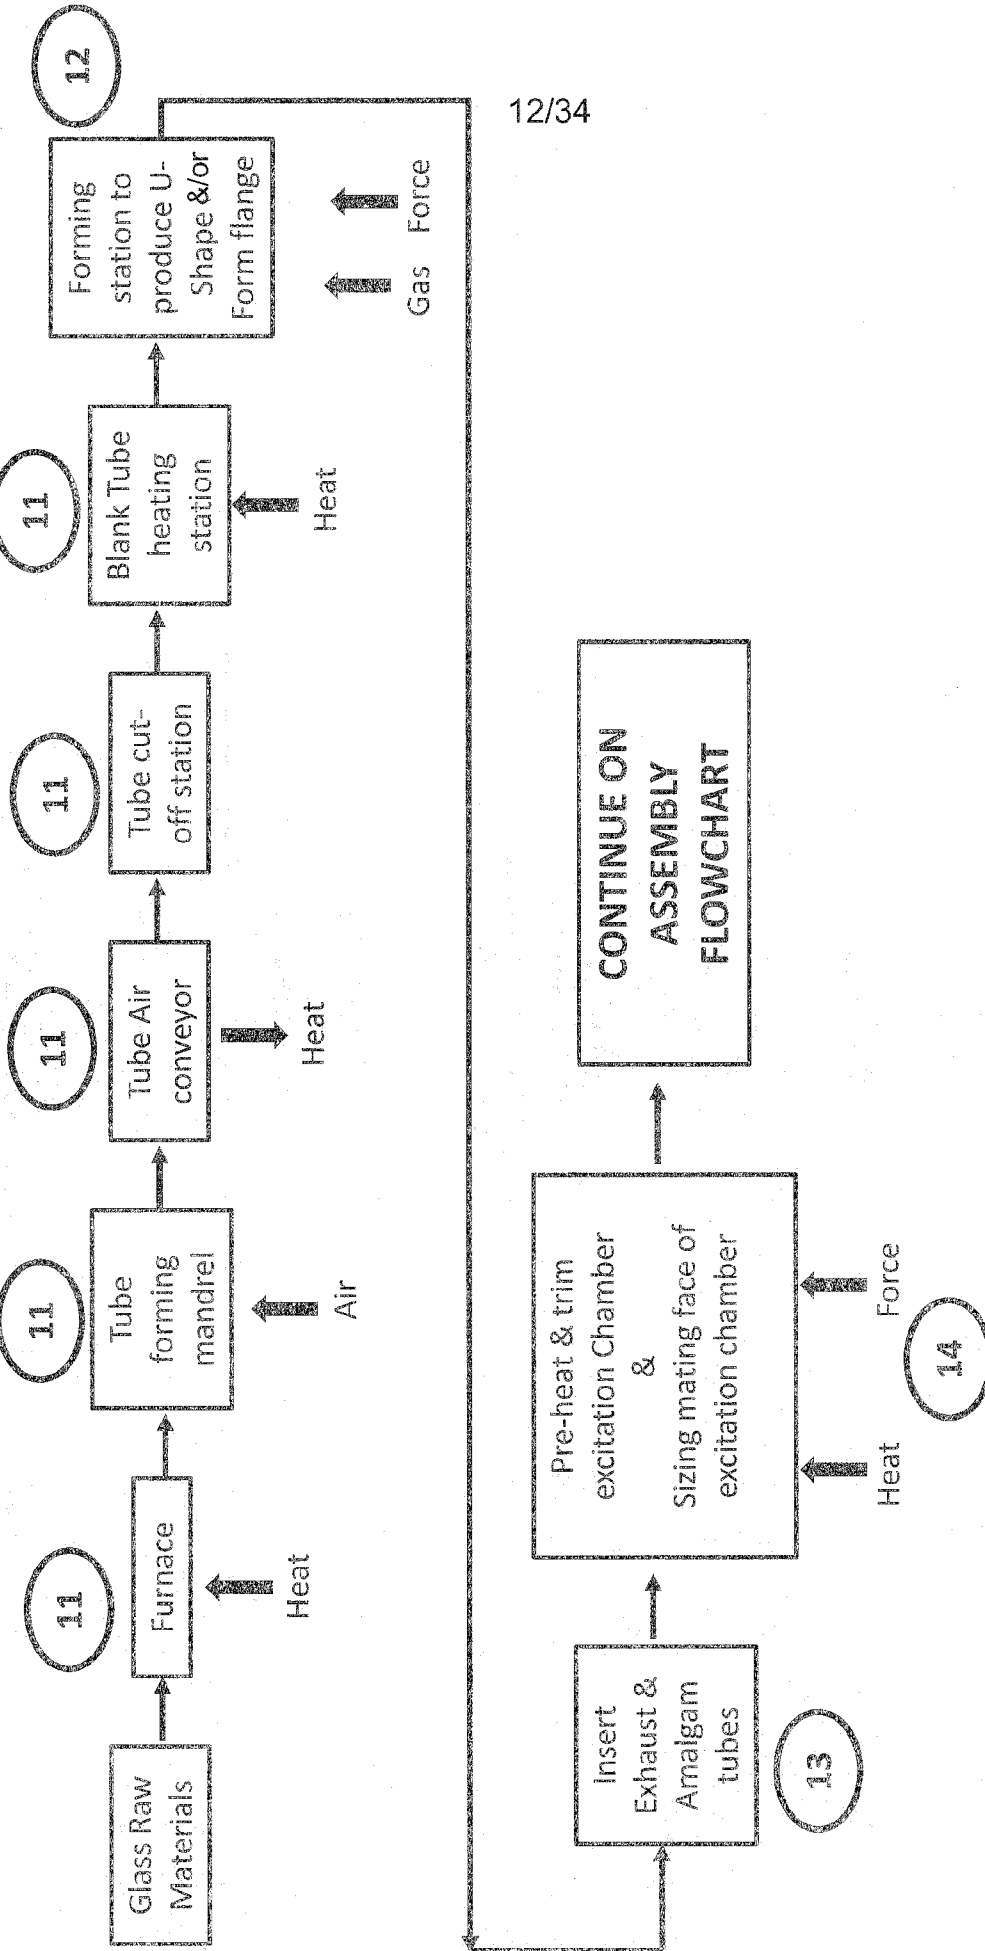 12/34
Glass Raw
Materials
11
Furnace
Heat
11
Tube
forming
mandrel
Air
11
Tube Air
conveyor
Heat
11
Tube cut-
off station
11
Blank Tube
heating
station
Heat
12
Forming
station to
produce U-
Shape &/or
Form flange
Gas
Force
Insert
Exhaust &
Amalgam
tubes
13
Pre-heat & trim
excitation Chamber
&
Sizing mating face of
excitation chamber
Heat
Force
14
CONTINUE ON
ASSEMBLY
FLOWCHART